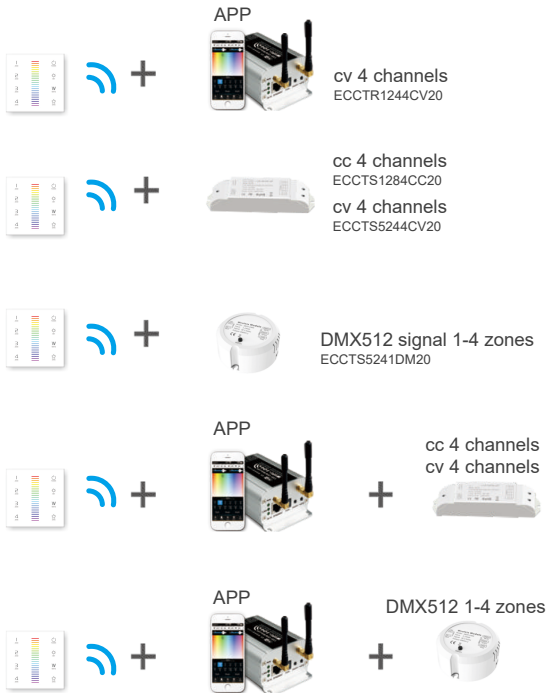 APP
cv 4 channels
ECCTR1244CV20
cc 4 channels
ECCTS1284CC20
cv 4 channels
ECCTS5244CV20
DMX512 signal 1-4 zones
ECCTS5241DM20
APP
cc 4 channels
cv 4 channels
APP
DMX512 1-4 zones